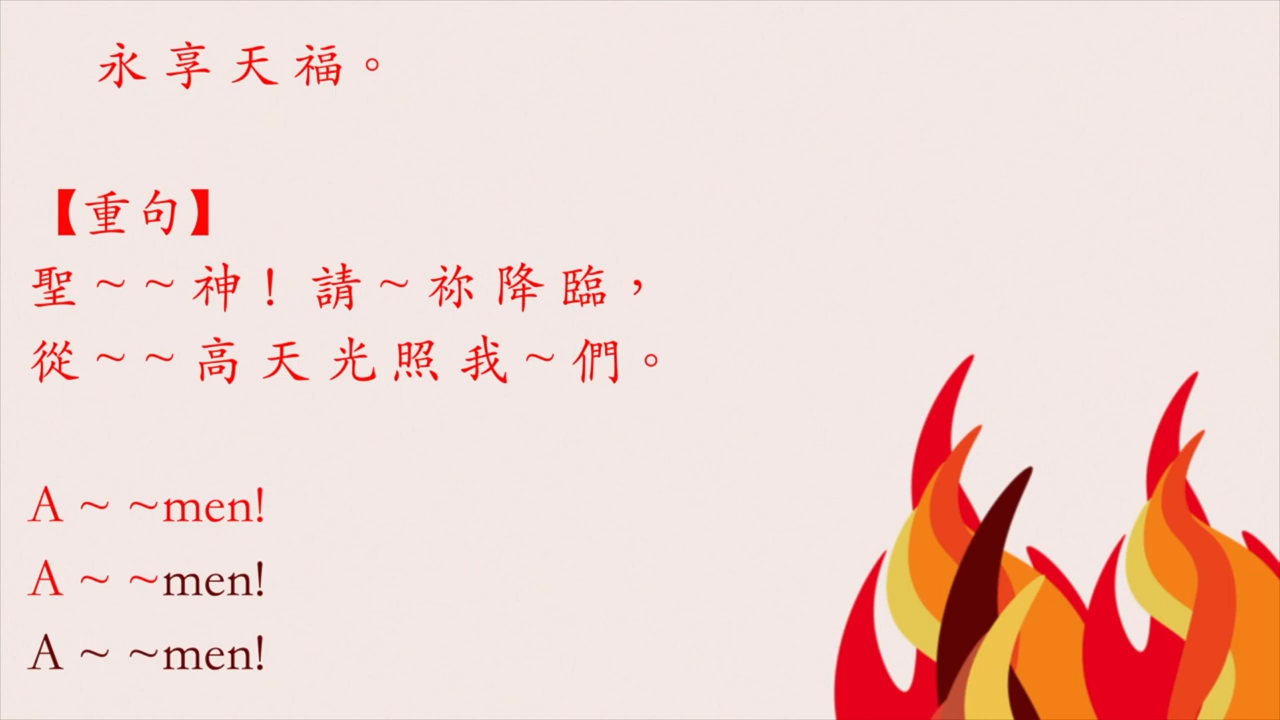 永享天福。
【重句】
聖~~神！請~祢降臨，
從~~高天光照我~們。
A ~ ~men!
A ~ ~men!
A ~ ~men!